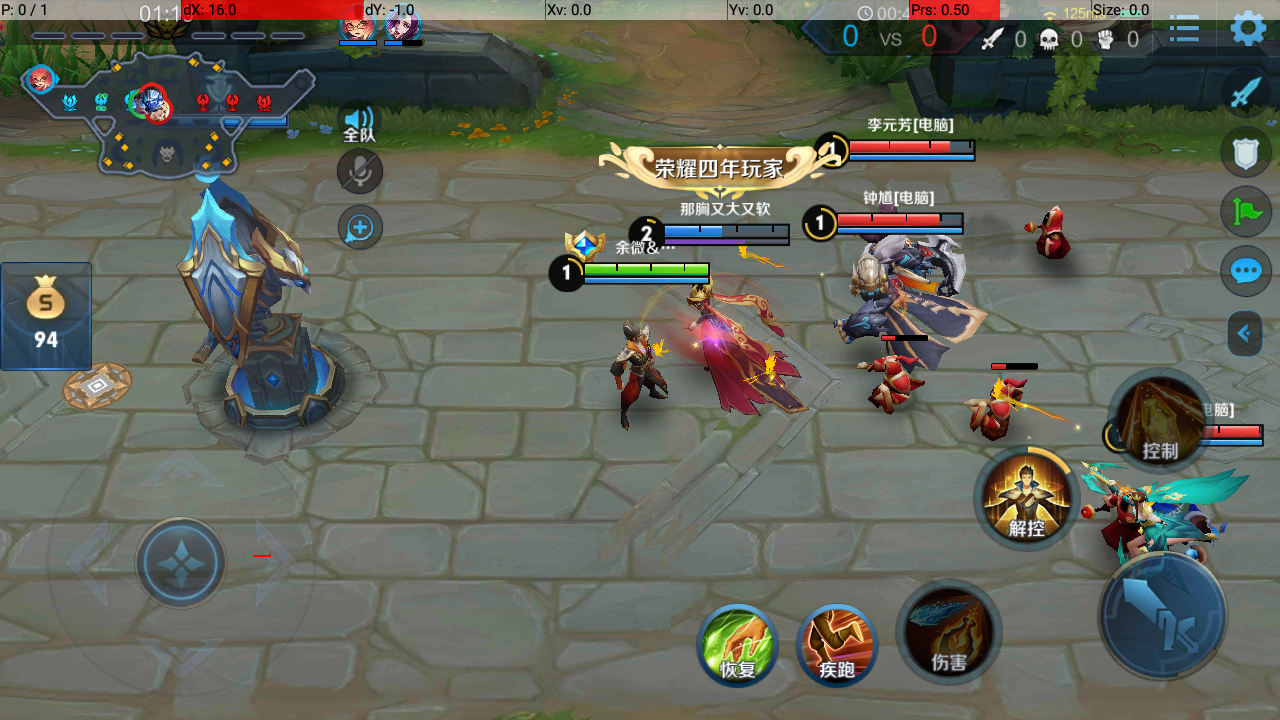 P: 0 / 1
dX: 16.0
dY: -1.0
Xv: 0.0
Yv: 0.0
Prs: 0.50
Size: 0.0
125
0 VS 0
0
0
0
全队
李元芳[电脑]
荣耀四年玩家
1
钟馗[电脑]
那胸又大又软
1
2
余微&···
1
S
94
电脑]
控制
解控
恢复
疾跑
伤害